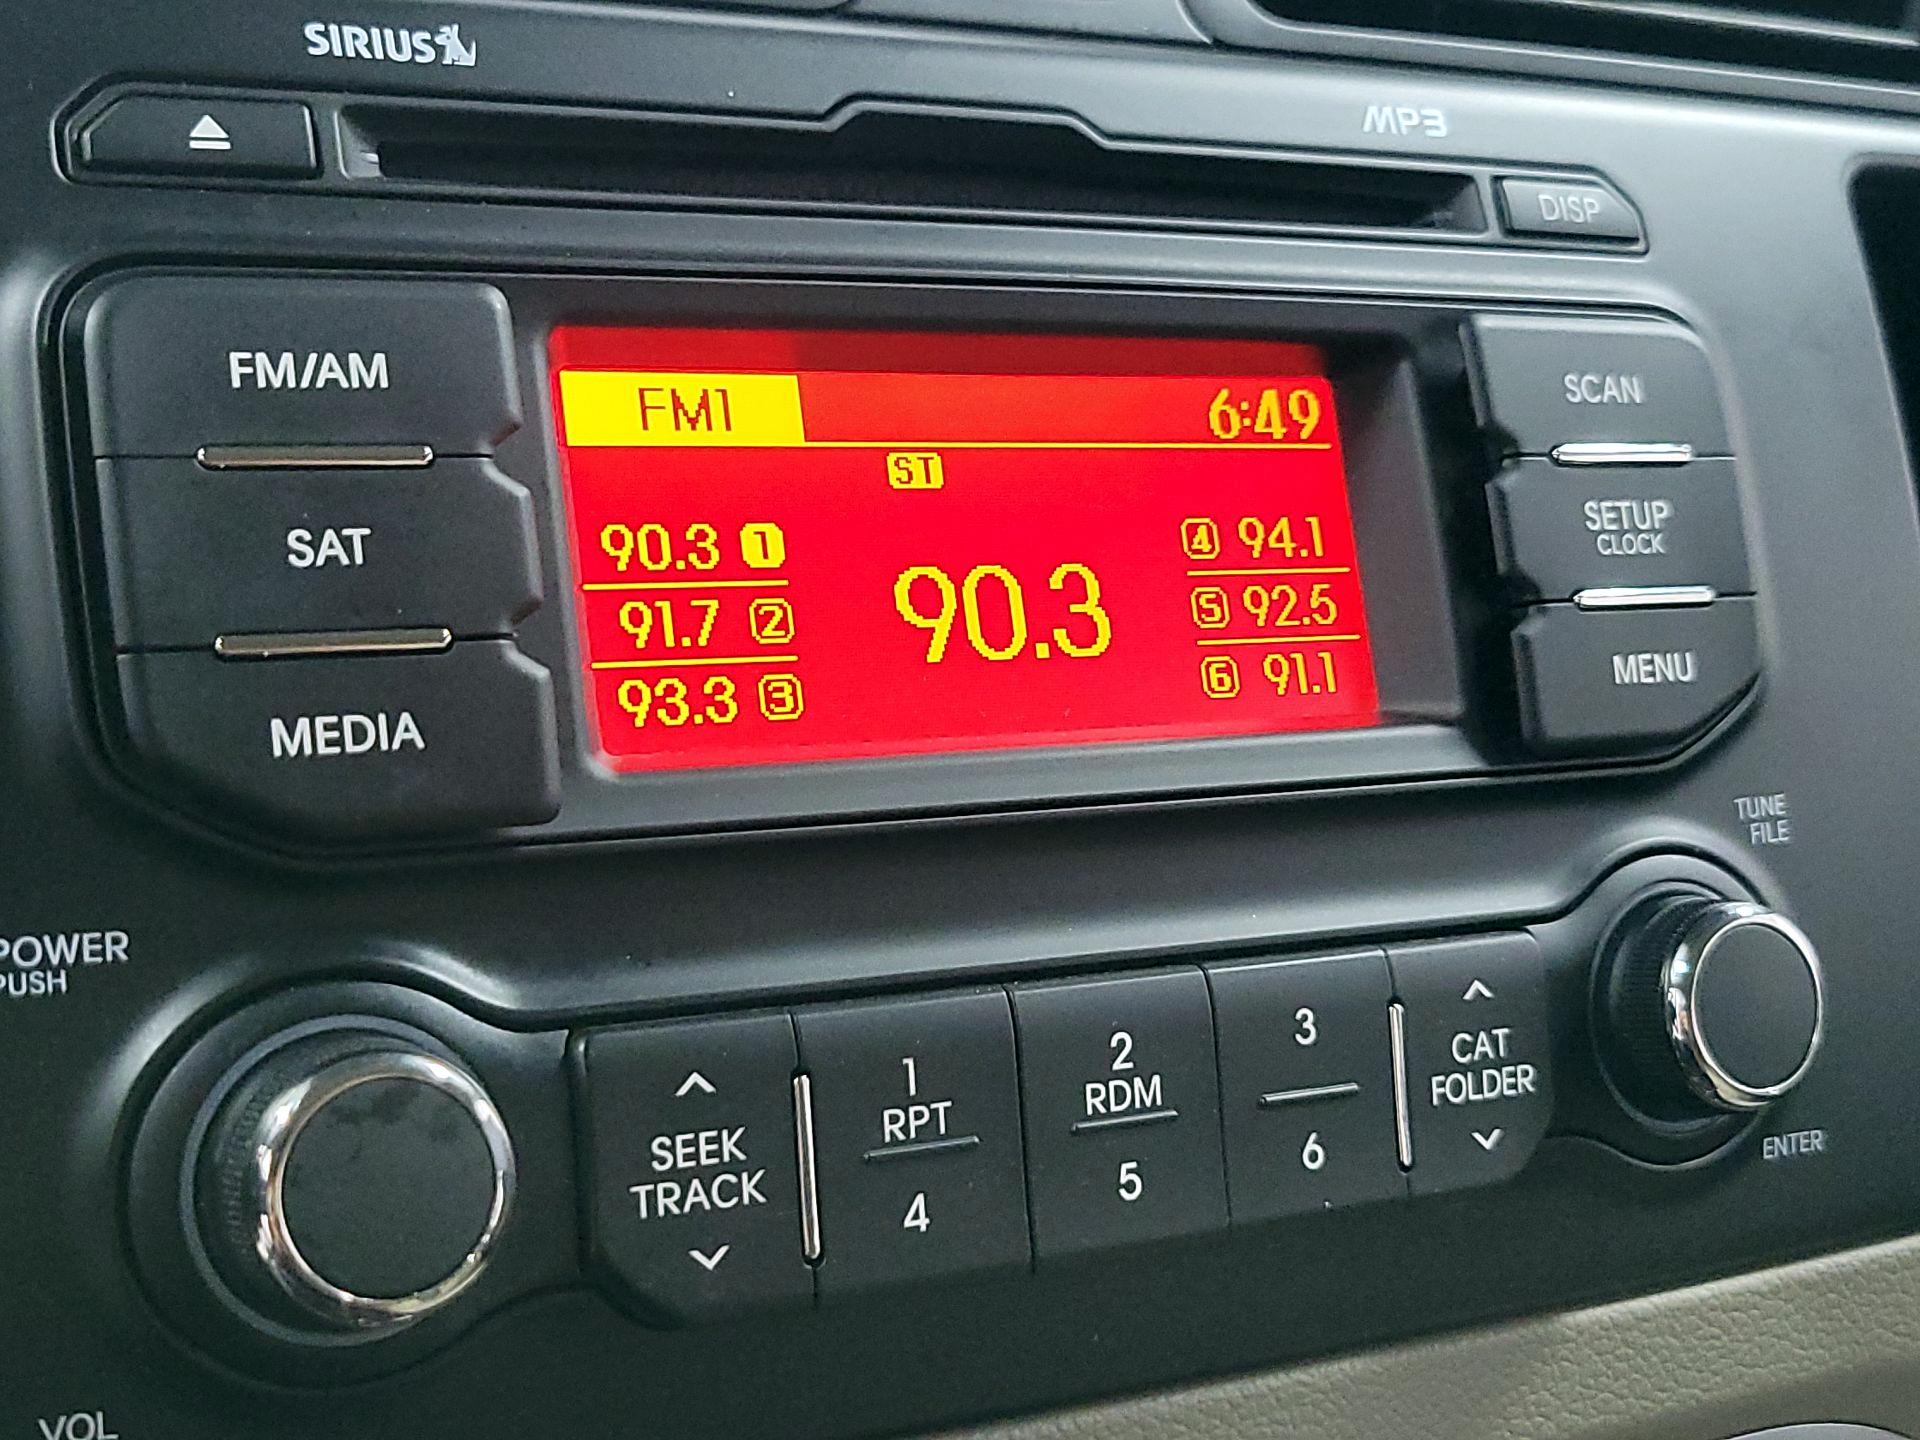 SIRIUS
MP3
DISP
FM/AM
SAT
MEDIA
FM1 6:49
ST
90.3 1
91.7 2
93.3 3
90.3
4 94.1
5 92.5
6 91.1
SCAN
SETUP
CLOCK
MENU
TUNE
FILE
POWER
PUSH
SEEK
TRACK
1
RPT
4
2
RDM
5
3
6
CAT
FOLDER
ENTER
VOL